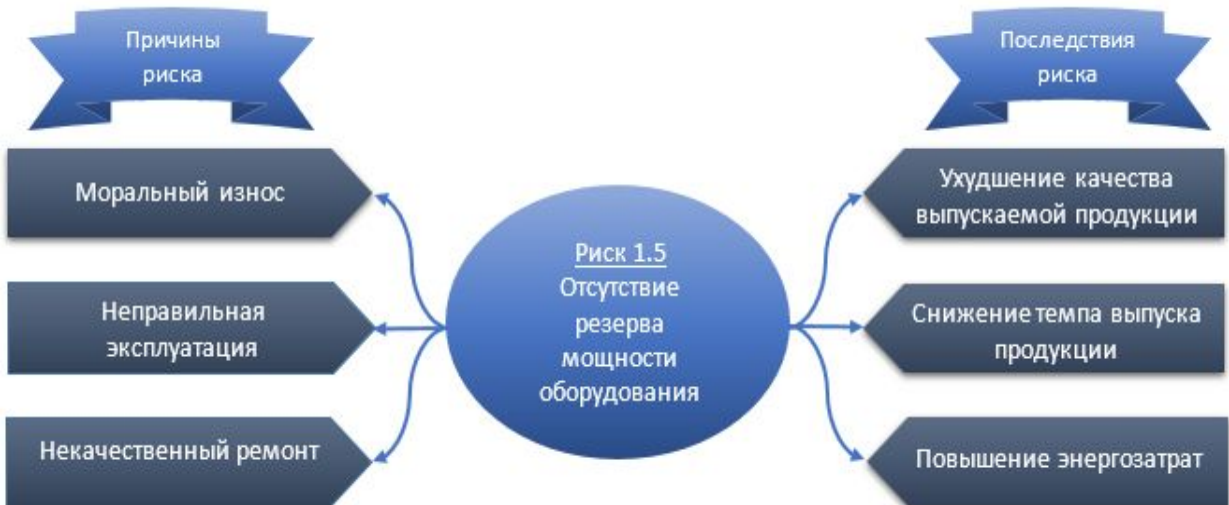 Причины
риска
Последствия
риска
Моральный износ
Неправильная
эксплуатация
Некачественный ремонт
Риск 1.5
Отсутствие
резерва
мощности
оборудования
Ухудшение качества
выпускаемой продукции
Снижение темпа выпуска
продукции
Повышение энергозатрат